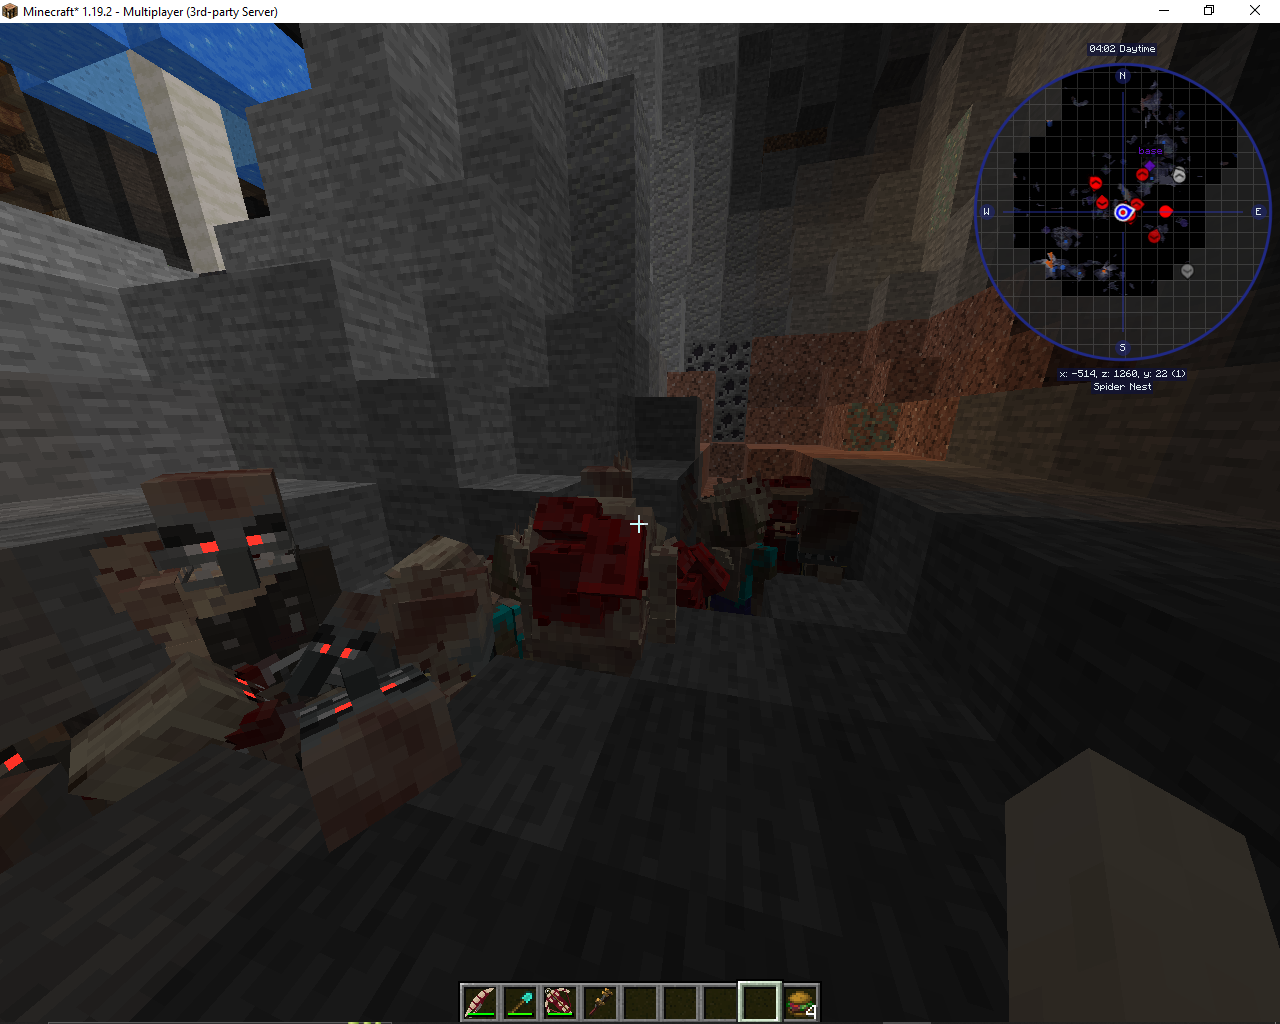 Minecraft* 1.19.2 - Multiplayer (3rd-party Server)
04:02 Daytime
N
base
W
E
S
x: -514, z: 1260, y: 22 (1)
Spider Nest
4